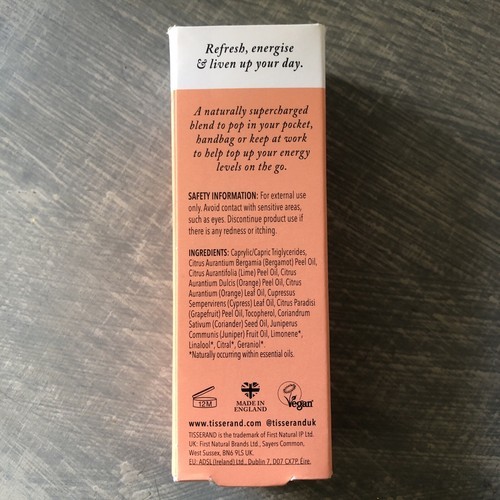 Refresh, energise
& liven up your day.
A naturally supercharged
blend to pop in your pocket,
handbag or keep at work
to help top up your energy
levels on the go.
SAFETY INFORMATION: For external use
only. Avoid contact with sensitive areas,
such as eyes. Discontinue product use if
there is any redness or itching.
INGREDIENTS: Caprylic/Capric Triglycerides,
Citrus Aurantium Bergamia (Bergamot) Peel Oil,
Citrus Aurantifolia (Lime) Peel Oil, Citrus
Aurantium Dulcis (Orange) Peel Oil, Citrus
Aurantium (Orange) Leaf Oil, Cupressus
Sempervirens (Cypress) Leaf Oil, Citrus Paradisi
(Grapefruit) Peel Oil, Tocopherol, Coriandrum
Sativum (Coriander) Seed Oil, Juniperus
Communis (Juniper) Fruit Oil, Limonene*,
Linalool*, Citral*, Geraniol*.
*Naturally occurring within essential oils.
12M
MADE IN
ENGLAND
Vegan
www.tisserand.com @tisseranduk
TISSERAND is the trademark of First Natural IP Ltd.
UK: First Natural Brands Ltd., Sayers Common,
West Sussex, BN6 9LS UK.
EU: ADSL (Ireland) Ltd., Dublin 7, D07 CX7P, Éire.